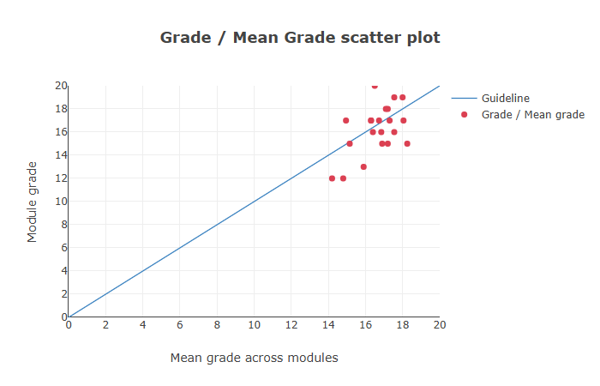 Grade / Mean Grade scatter plot
20
18
16
14
12
10
8
6
4
2
0
Module grade
0 2 4 6 8 10 12 14 16 18 20
Mean grade across modules
Guideline
Grade / Mean grade